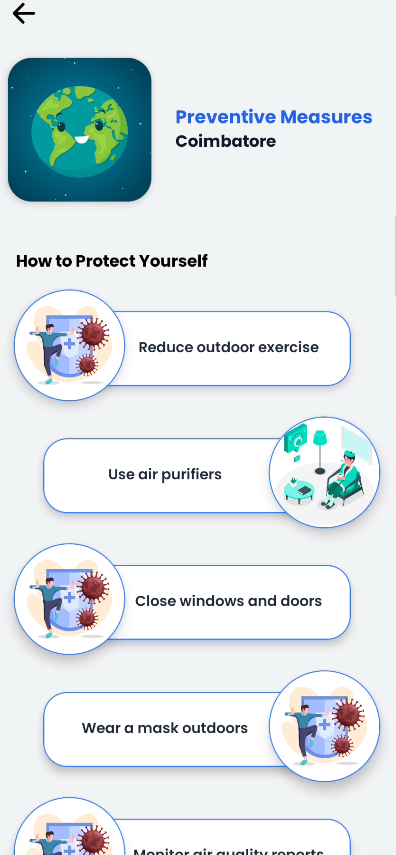 Preventive Measures
Coimbatore
How to Protect Yourself
Reduce outdoor exercise
Use air purifiers
Close windows and doors
Wear a mask outdoors
Monitor air quality reports